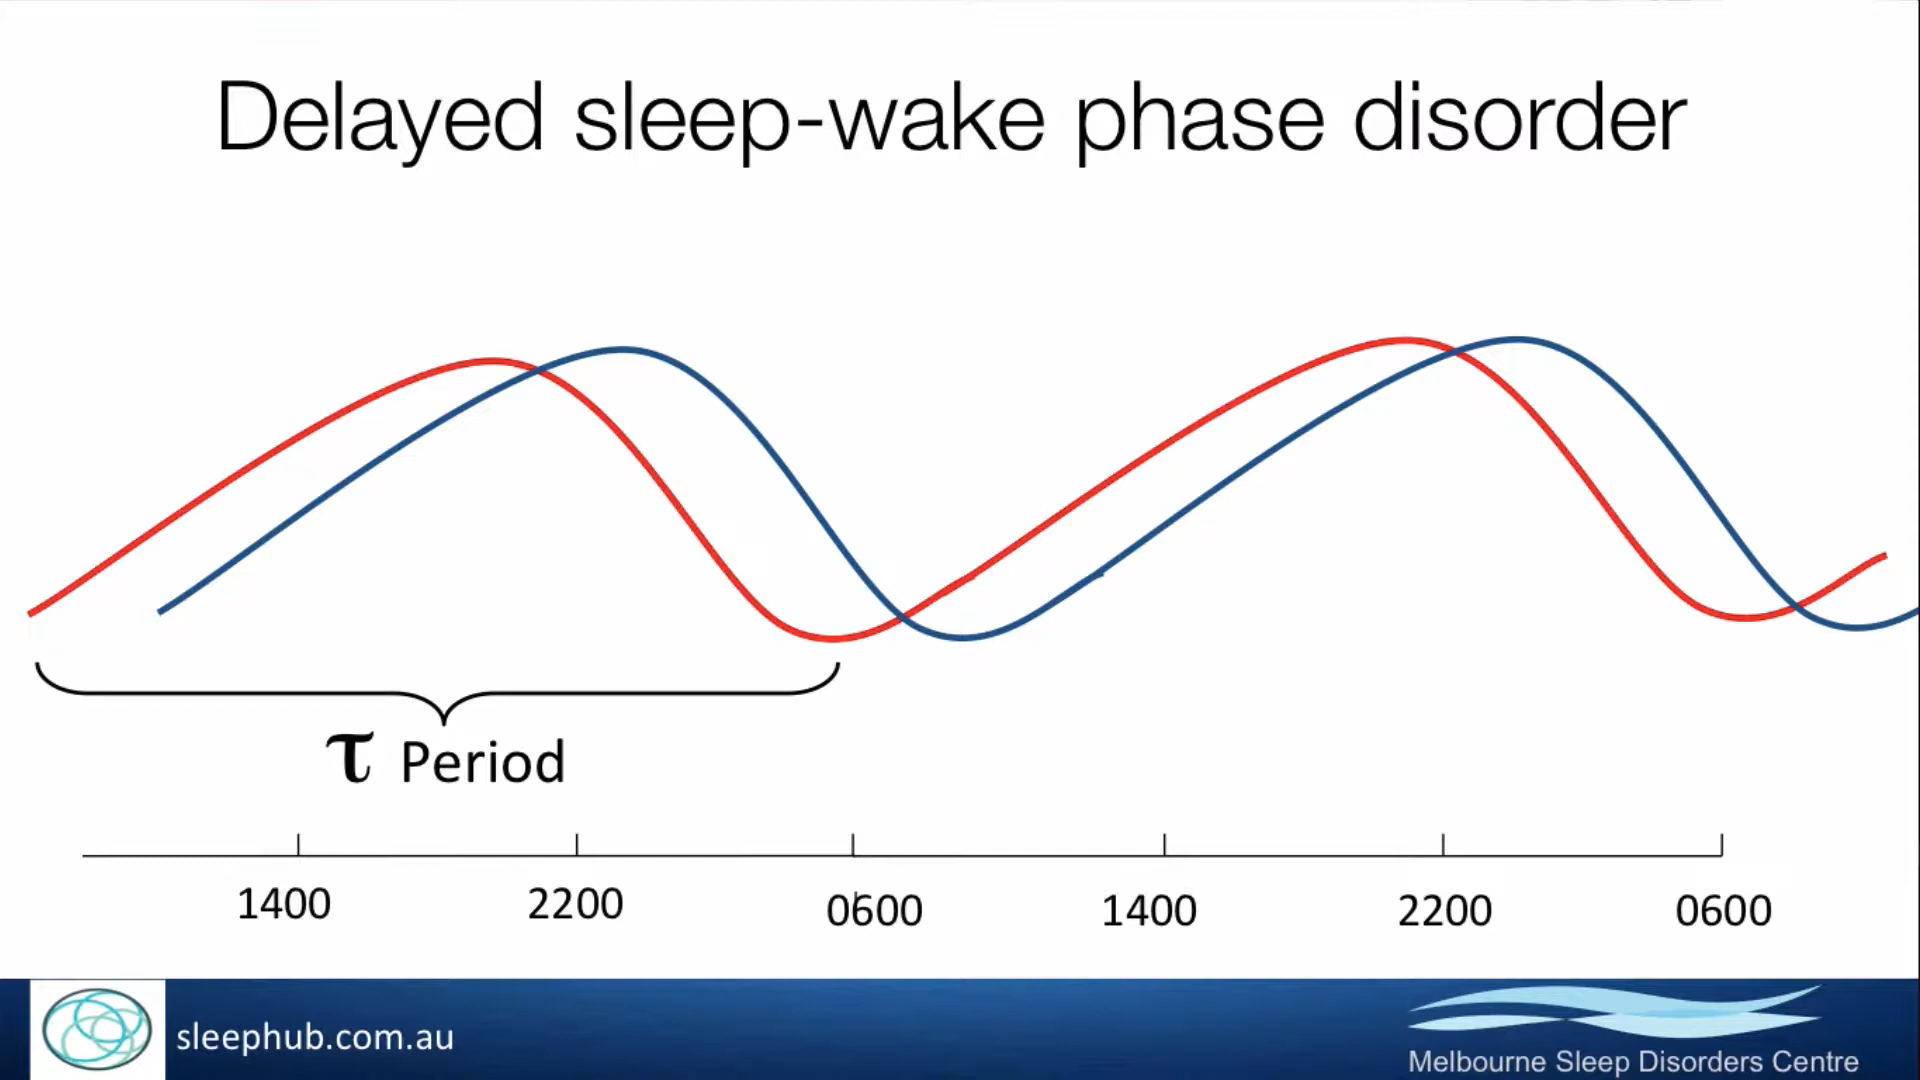 Delayed sleep-wake phase disorder
τ Period
1400 2200 0600 1400 2200 0600
sleephub.com.au
Melbourne Sleep Disorders Centre